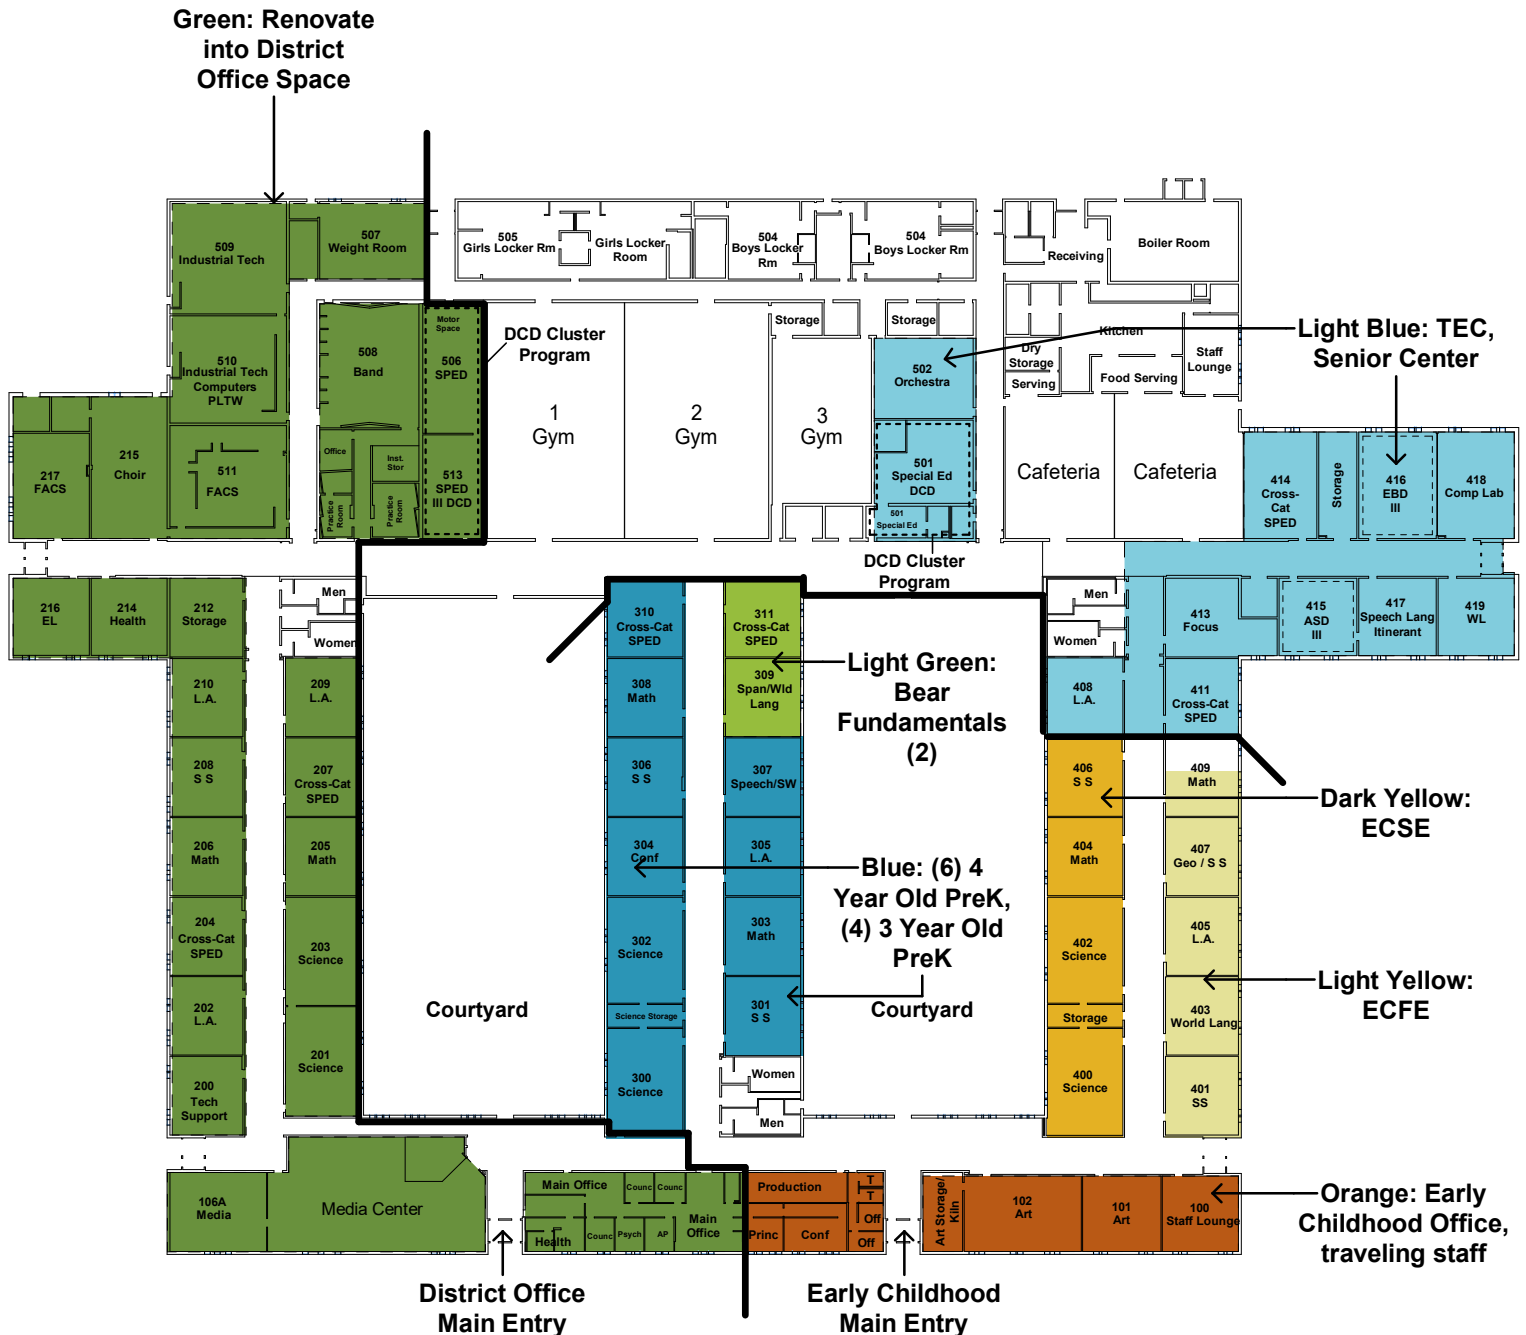 Green: Renovate
into District
Office Space
509
Industrial Tech
507
Weight Room
505
Girls Locker Rm
Girls Locker
Room
504
Boys Locker
Rm
504
Boys Locker Rm
Receiving
Boiler Room
Motor
Space
506
SPED
DCD Cluster
Program
508
Band
510
Industrial Tech
Computers
PLTW
Storage
Storage
Kitchen
Light Blue: TEC,
Senior Center
Dry
Storage
Serving
Food Serving
Staff
Lounge
502
Orchestra
1
Gym
2
Gym
3
Gym
217
FACS
215
Choir
511
FACS
Office
Inst.
Stor
Practice
Room
Practice
Room
513
SPED
III DCD
501
Special Ed
DCD
501
Special Ed
Cafeteria
Cafeteria
414
Cross-
Cat
SPED
Storage
416
EBD
III
418
Comp Lab
DCD Cluster
Program
216
EL
214
Health
212
Storage
Men
Women
310
Cross-Cat
SPED
311
Cross-Cat
SPED
Men
Women
413
Focus
415
ASD
III
417
Speech Lang
Itinerant
419
WL
210
L.A.
209
L.A.
308
Math
309
Span/Wld
Lang
Light Green:
Bear
Fundamentals
(2)
408
L.A.
411
Cross-Cat
SPED
208
S S
207
Cross-Cat
SPED
306
S S
307
Speech/SW
406
S S
409
Math
Dark Yellow:
ECSE
206
Math
205
Math
304
Conf
305
L.A.
Blue: (6) 4
Year Old PreK,
(4) 3 Year Old
PreK
404
Math
407
Geo / S S
204
Cross-Cat
SPED
203
Science
302
Science
303
Math
402
Science
405
L.A.
202
L.A.
Courtyard
Science Storage
301
S S
Courtyard
Storage
403
World Lang
Light Yellow:
ECFE
200
Tech
Support
201
Science
300
Science
Women
Men
400
Science
401
SS
106A
Media
Media Center
Main Office
Counc
Counc
Health
Counc
Psych
AP
Main
Office
Production
T
T
Off
Off
Princ
Conf
Art Storage/
Kiln
102
Art
101
Art
100
Staff Lounge
Orange: Early
Childhood Office,
traveling staff
District Office
Main Entry
Early Childhood
Main Entry